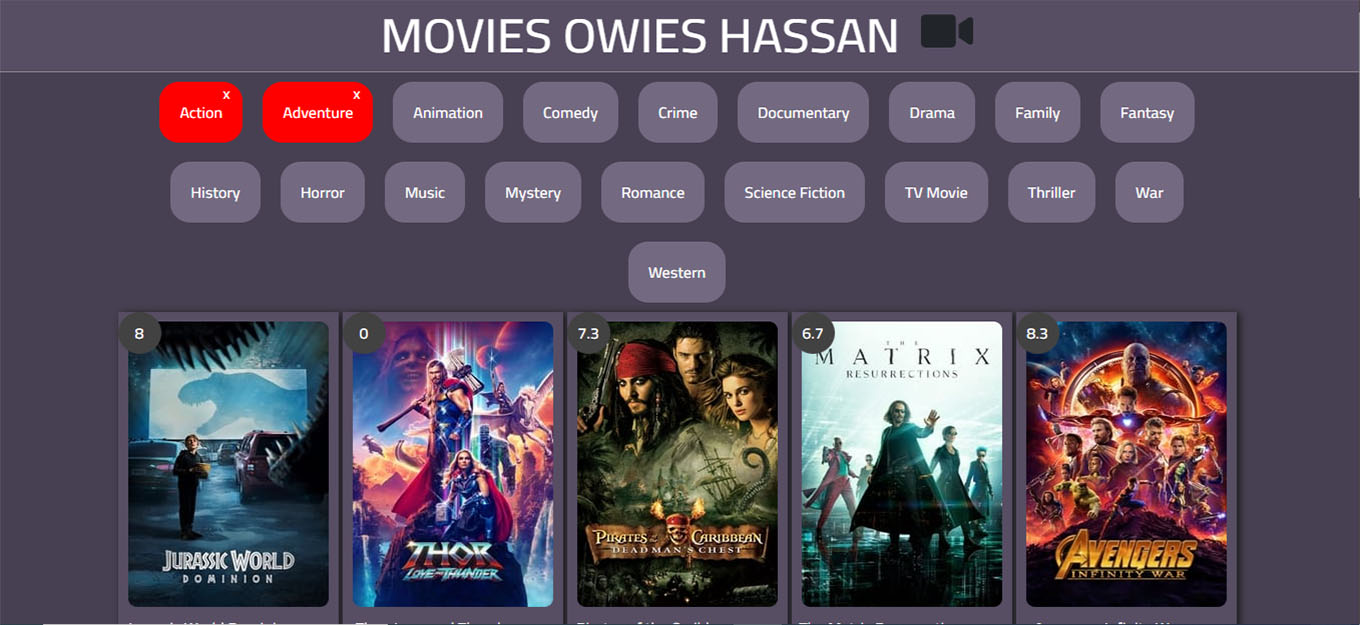 MOVIES OWIES HASSAN
x x
Action Adventure Animation Comedy Crime Documentary Drama Family Fantasy
History Horror Music Mystery Romance Science Fiction TV Movie Thriller War
Western
8 0 7.3 6.7 8.3
JURASSIC WORLD
DOMINION
THOR
LOVE AND THUNDER
PIRATES OF THE CARIBBEAN
DEAD MAN'S CHEST
THE
MATRIX
RESURRECTIONS
AVENGERS
INFINITY WAR